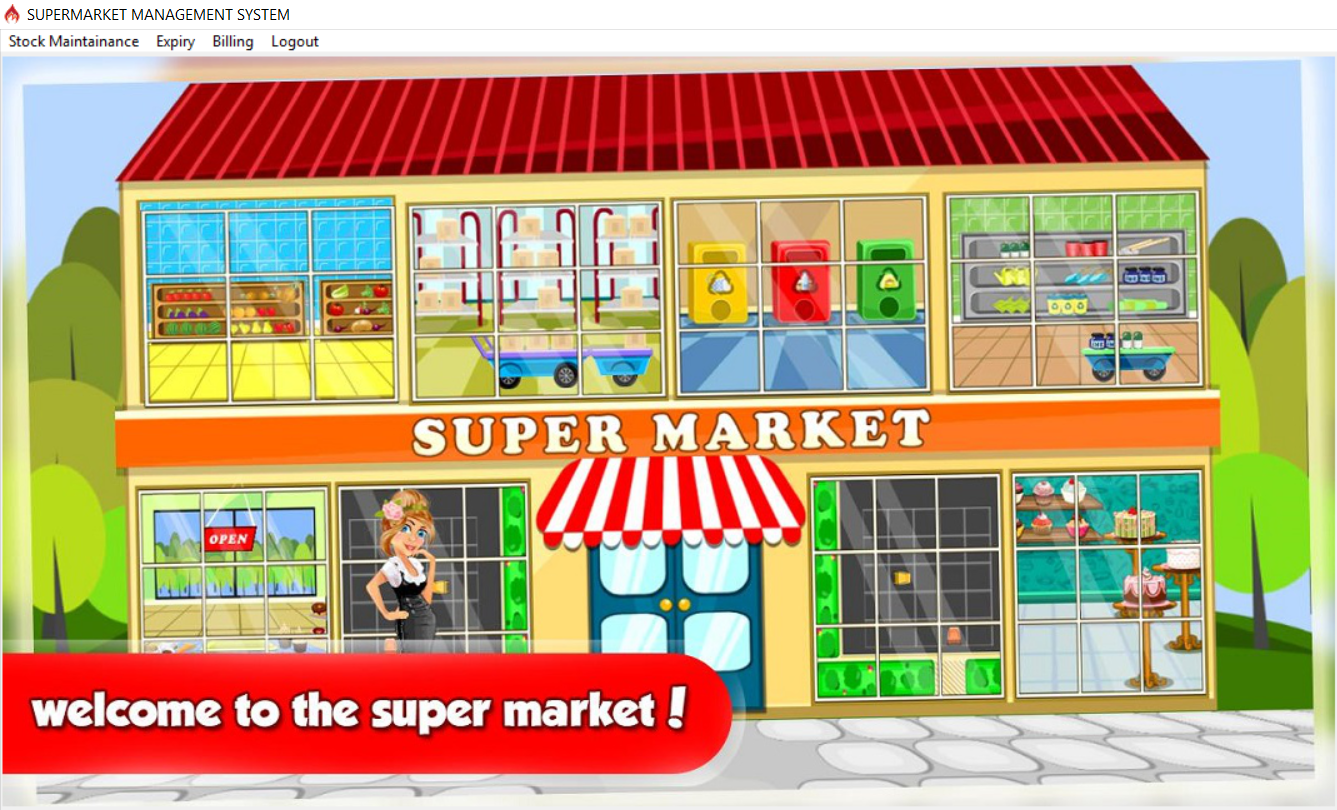 SUPERMARKET MANAGEMENT SYSTEM
Stock Maintainance Expiry Billing Logout
SUPER MARKET
OPEN
welcome to the super market!